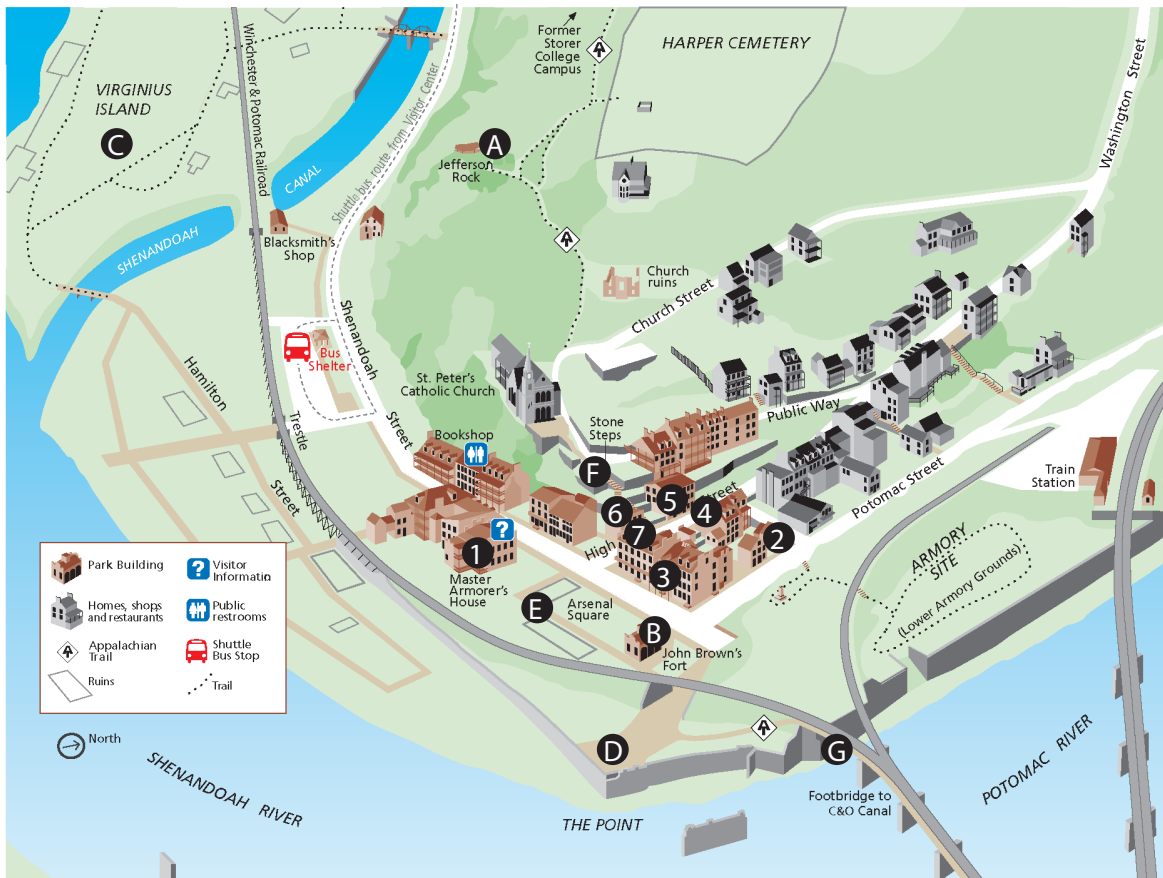 Former
Storer
College
Campus
HARPER CEMETERY
Washington Street
Winchester & Potomac Railroad
VIRGINIUS
ISLAND
C
Shuttle bus route from Visitor Center
A
Jefferson
Rock
CANAL
SHENANDOAH
Blacksmith's
Shop
Church
ruins
Church Street
Shenandoah
Street
Bus
Shelter
Hamilton
Street
Trestle
St. Peter's
Catholic Church
Public Way
Bookshop
Stone
Steps
F
Potomac Street
Train
Station
5
6
4
7
High
Street
2
1
?
3
ARMORY
SITE
(Lower Armory Grounds)
Master
Armorer's
House
E
Arsenal
Square
B
John Brown's
Fort
Park Building
?
Visitor
Informatio
Homes, shops
and restaurants
Public
restrooms
Appalachian
Trail
Shuttle
Bus Stop
Ruins
Trail
North
D
G
SHENANDOAH RIVER
THE POINT
Footbridge to
C&O Canal
POTOMAC RIVER